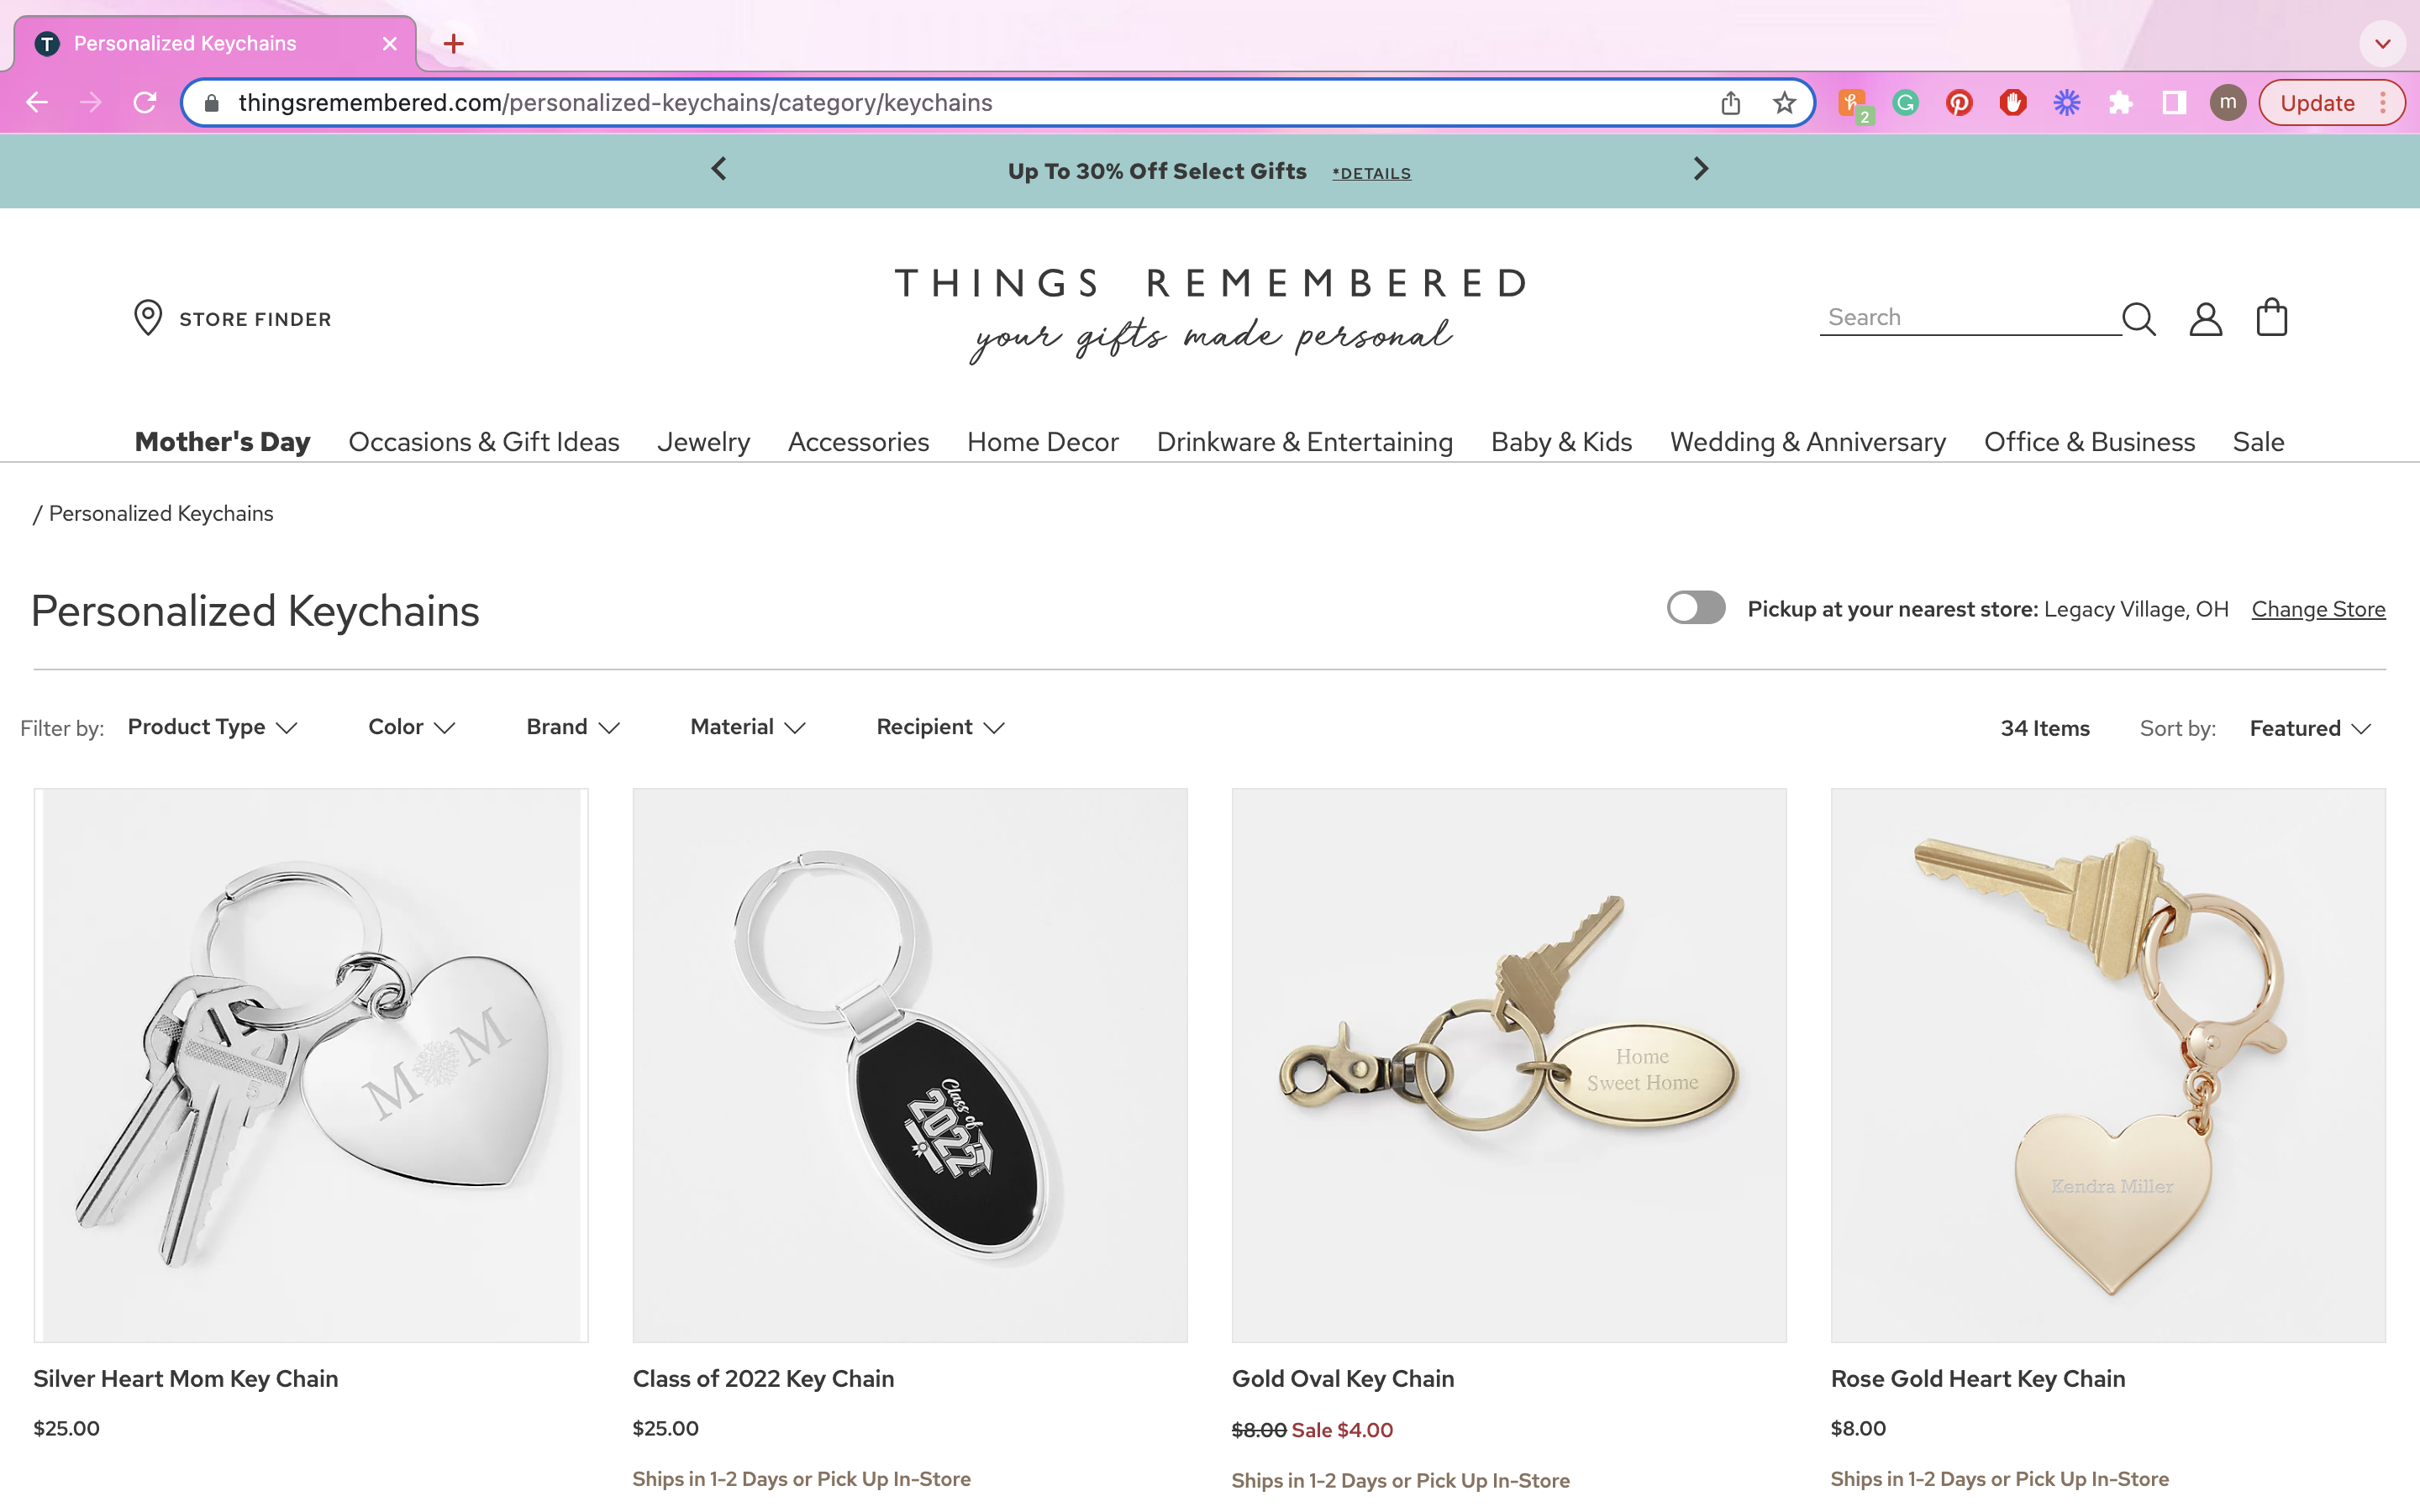 Personalized Keychains
thingsremembered.com/personalized-keychains/category/keychains
2
m
Update
Up To 30% Off Select Gifts *DETAILS
STORE FINDER
THINGS REMEMBERED
your gifts made personal
Search
Mother's Day Occasions & Gift Ideas Jewelry Accessories Home Decor Drinkware & Entertaining Baby & Kids Wedding & Anniversary Office & Business Sale
/ Personalized Keychains
Personalized Keychains
Pickup at your nearest store: Legacy Village, OH Change Store
Filter by: Product Type Color Brand Material Recipient 34 Items Sort by: Featured
MOM
Class of
2022
Home
Sweet Home
Kendra Miller
Silver Heart Mom Key Chain
$25.00
Class of 2022 Key Chain
$25.00
Ships in 1-2 Days or Pick Up In-Store
Gold Oval Key Chain
$8.00 Sale $4.00
Ships in 1-2 Days or Pick Up In-Store
Rose Gold Heart Key Chain
$8.00
Ships in 1-2 Days or Pick Up In-Store